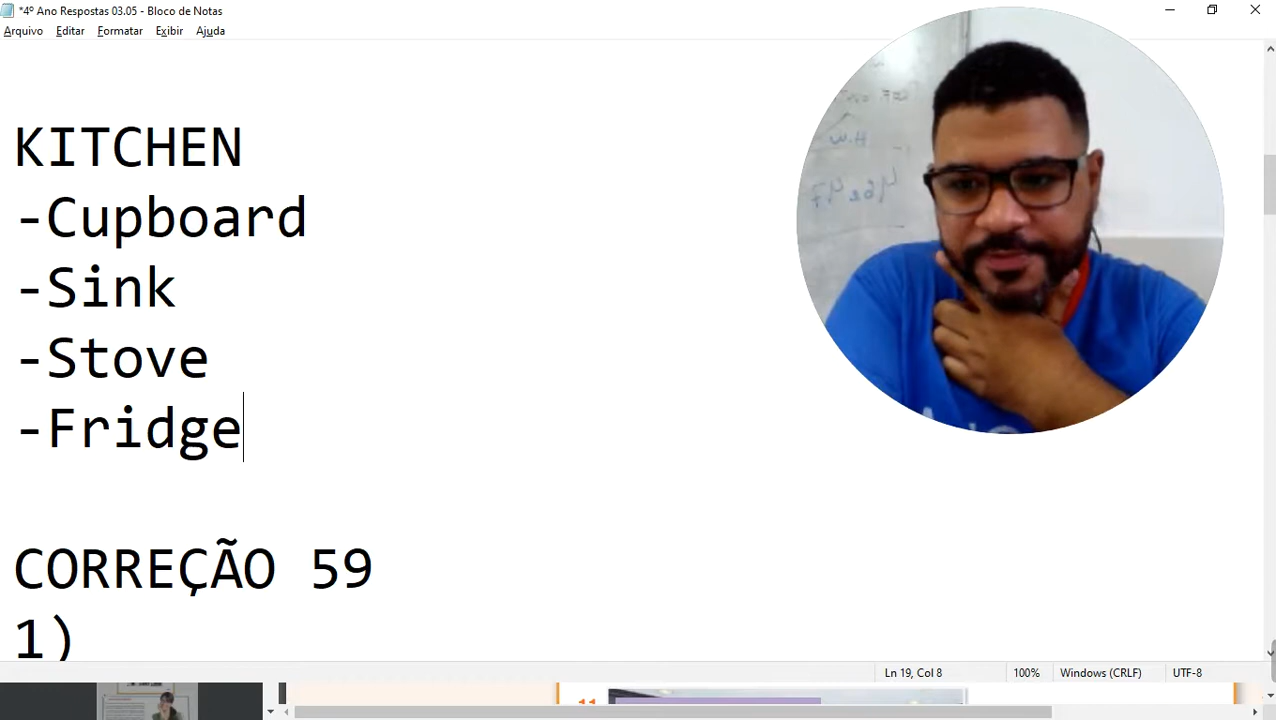 *4º Ano Respostas 03.05 - Bloco de Notas
Arquivo Editar Formatar Exibir Ajuda
KITCHEN
-Cupboard
-Sink
-Stove
-Fridge
CORREÇÃO 59
1)
Ln 19, Col 8 100% Windows (CRLF) UTF-8
11